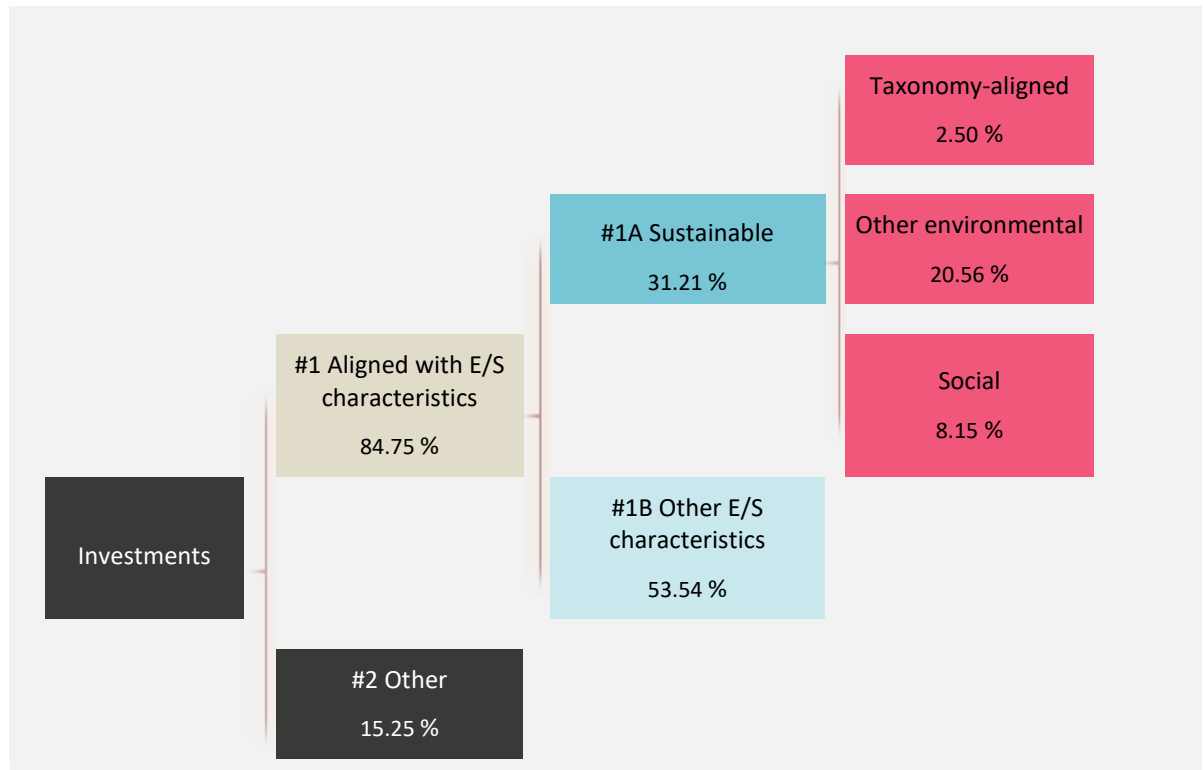 Investments
#1 Aligned with E/S
characteristics
84.75 %
#2 Other
15.25 %
#1A Sustainable
31.21 %
#1B Other E/S
characteristics
53.54 %
Taxonomy-aligned
2.50 %
Other environmental
20.56 %
Social
8.15 %